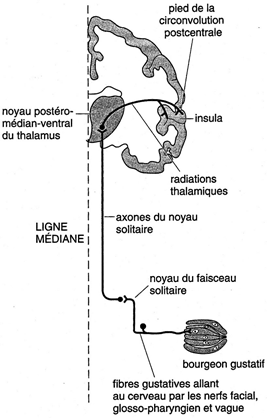 pied de la
circonvolution
postcentrale
noyau postéro-
médian-ventral
du thalamus
insula
radiations
thalamiques
axones du noyau
solitaire
LIGNE
MÉDIANE
noyau du faisceau
solitaire
bourgeon gustatif
fibres gustatives allant
au cerveau par les nerfs facial,
glosso-pharyngien et vague